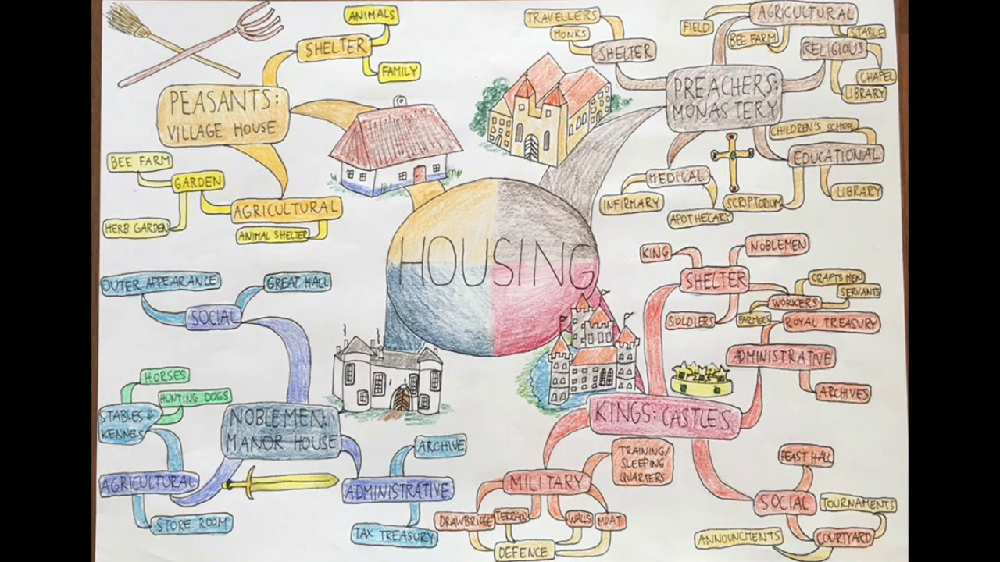 HOUSING
PEASANTS:
VILLAGE HOUSE
SHELTER
ANIMALS
FAMILY
AGRICULTURAL
GARDEN
BEE FARM
HERB GARDEN
ANIMAL SHELTER
PREACHERS:
MONASTERY
SHELTER
TRAVELLERS
MONKS
AGRICULTURAL
FIELD
BEE FARM
STABLE
RELIGIOUS
CHAPEL
LIBRARY
EDUCATIONAL
CHILDREN'S SCHOOL
LIBRARY
SCRIPTORIUM
MEDICAL
INFIRMARY
APOTHECARY
NOBLEMEN:
MANOR HOUSE
SOCIAL
OUTER APPEARANCE
GREAT HALL
AGRICULTURAL
STABLES &
KENNELS
HORSES
HUNTING DOGS
STORE ROOM
ADMINISTRATIVE
ARCHIVE
TAX TREASURY
KINGS: CASTLES
SHELTER
KING
NOBLEMEN
SOLDIERS
WORKERS
CRAFTSMEN
SERVANTS
FARMERS
ADMINISTRATIVE
ROYAL TREASURY
ARCHIVES
SOCIAL
FEAST HALL
COURTYARD
TOURNAMENTS
ANNOUNCMENTS
MILITARY
TRAINING/
SLEEPING
QUARTERS
DRAWBRIDGE
TERRAIN
WALLS
MOAT
DEFENCE